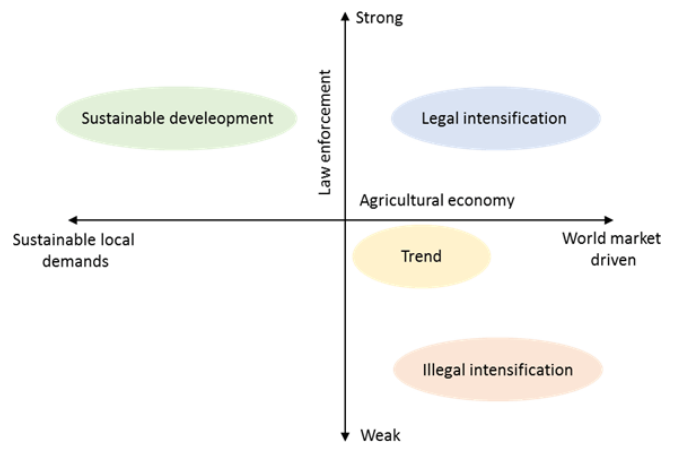 Strong
Law enforcement
Sustainable develeopment
Legal intensification
Agricultural economy
Sustainable local
demands
World market
driven
Trend
Illegal intensification
Weak